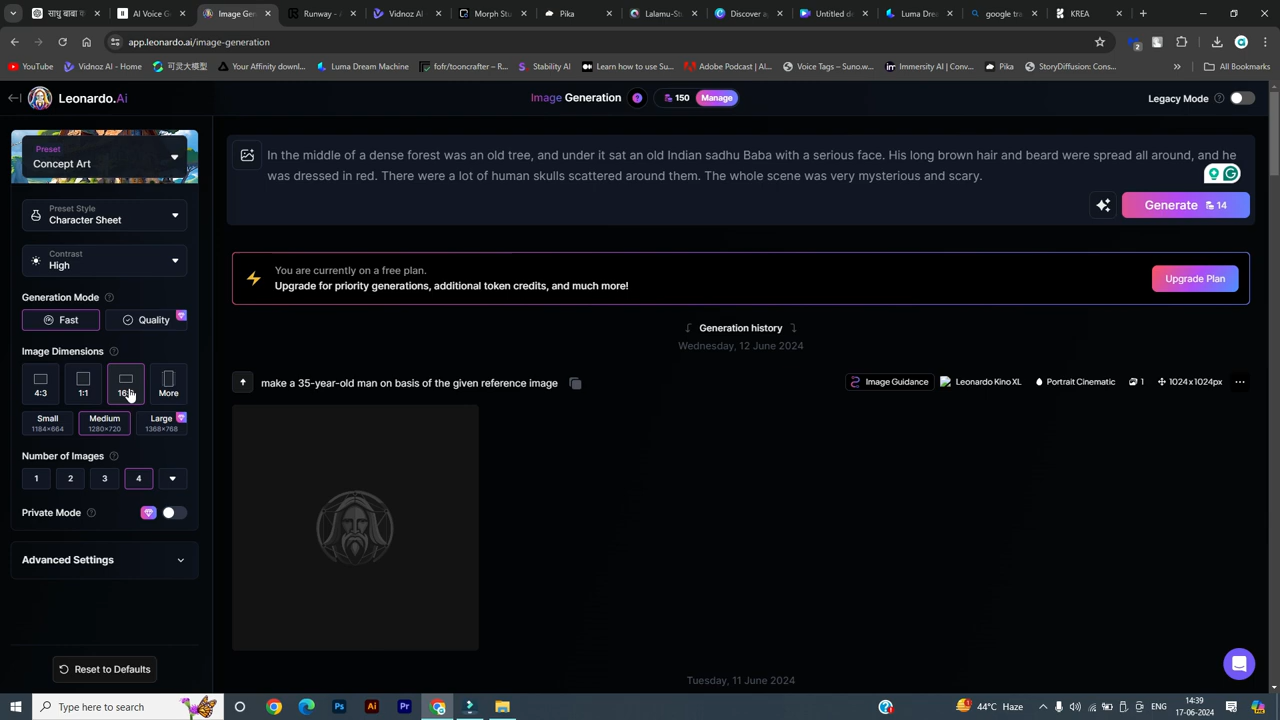 साधु बाबा क
AI Voice G
Image Gen
Runway - A
Vidnoz AI
Morph Stu
Pika
Lalamu-St
Discover a
Untitled de
Luma Drea
google tra
KREA
app.leonardo.ai/image-generation
YouTube
Vidnoz AI - Home
可灵大模型
Your Affinity downl...
Luma Dream Machine
fofr/tooncrafter – R...
Stability AI
Learn how to use Su...
Adobe Podcast | AI...
Voice Tags – Suno.w...
Immersity AI | Conv...
Pika
StoryDiffusion: Cons...
All Bookmarks
Leonardo.Ai
Image Generation
150
Manage
Legacy Mode
Preset
Concept Art
Preset Style
Character Sheet
Contrast
High
Generation Mode
Fast
Quality
Image Dimensions
4:3
1:1
More
Small
1184×664
Medium
1280×720
Large
1368×768
Number of Images
1
2
3
4
Private Mode
Advanced Settings
Reset to Defaults
In the middle of a dense forest was an old tree, and under it sat an old Indian sadhu Baba with a serious face. His long brown hair and beard were spread all around, and he
was dressed in red. There were a lot of human skulls scattered around them. The whole scene was very mysterious and scary.
Generate 14
You are currently on a free plan.
Upgrade for priority generations, additional token credits, and much more!
Upgrade Plan
Generation history
Wednesday, 12 June 2024
make a 35-year-old man on basis of the given reference image
Image Guidance
Leonardo Kino XL
Portrait Cinematic
1
1024 x 1024px
Tuesday, 11 June 2024
Type here to search
44°C Haze
ENG
14:39
17-06-2024